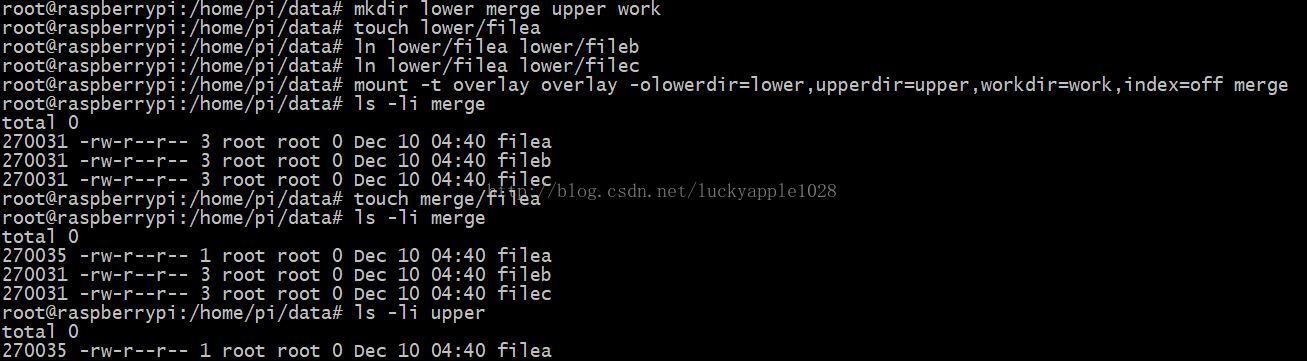 root@raspberrypi:/home/pi/data# mkdir lower merge upper work
root@raspberrypi:/home/pi/data# touch lower/filea
root@raspberrypi:/home/pi/data# ln lower/filea lower/fileb
root@raspberrypi:/home/pi/data# ln lower/filea lower/filec
root@raspberrypi:/home/pi/data# mount -t overlay overlay -olowerdir=lower,upperdir=upper,workdir=work,index=off merge
root@raspberrypi:/home/pi/data# ls -li merge
total 0
270031 -rw-r--r-- 3 root root 0 Dec 10 04:40 filea
270031 -rw-r--r-- 3 root root 0 Dec 10 04:40 fileb
270031 -rw-r--r-- 3 root root 0 Dec 10 04:40 filec
http://blog.csdn.net/luckyapple1028
root@raspberrypi:/home/pi/data# touch merge/filea
root@raspberrypi:/home/pi/data# ls -li merge
total 0
270035 -rw-r--r-- 1 root root 0 Dec 10 04:40 filea
270031 -rw-r--r-- 3 root root 0 Dec 10 04:40 fileb
270031 -rw-r--r-- 3 root root 0 Dec 10 04:40 filec
root@raspberrypi:/home/pi/data# ls -li upper
total 0
270035 -rw-r--r-- 1 root root 0 Dec 10 04:40 filea